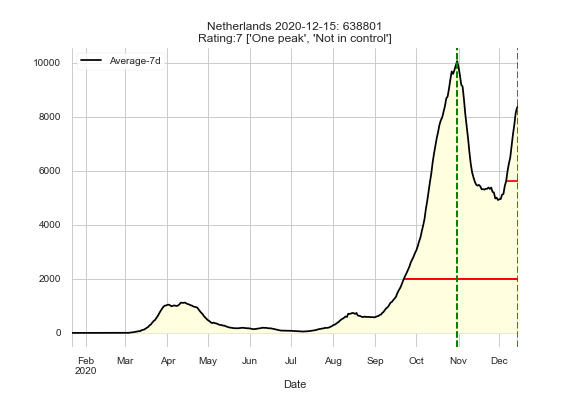 Netherlands 2020-12-15: 638801
Rating:7 ['One peak', 'Not in control']
Average-7d
10000
8000
6000
4000
2000
0
Feb Mar Apr May Jun Jul Aug Sep Oct Nov Dec
2020
Date